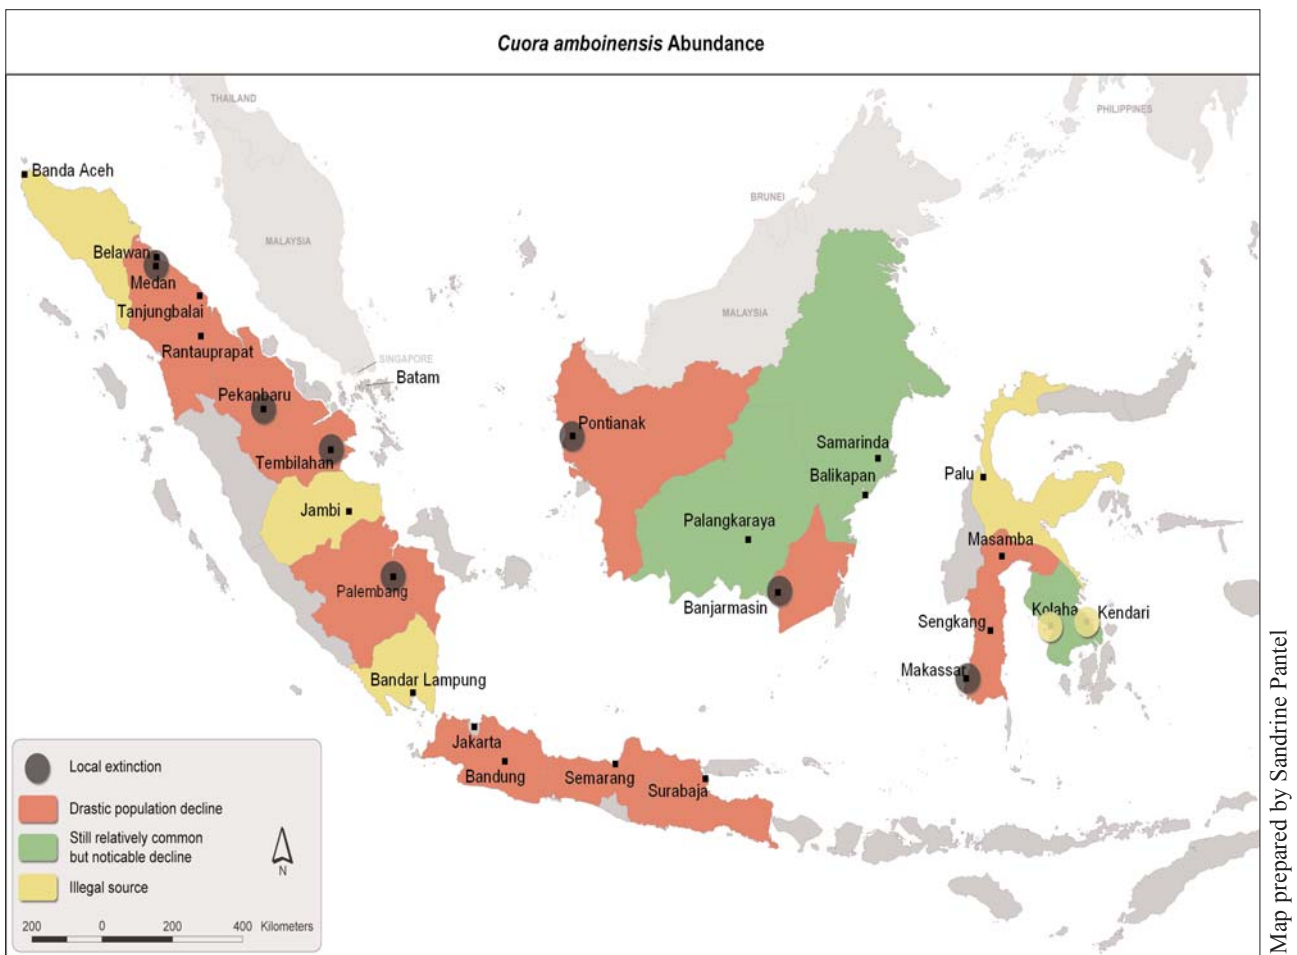 Cuora amboinensis Abundance
THAILAND
PHILIPPINES
Banda Aceh
BRUNEI
MALAYSIA
Belawan
Medan
Tanjungbalai
MALAYSIA
Rantauprapat
SINGAPORE
Batam
Pekanbaru
Pontianak
Tembilahan
Samarinda
Balikapan
Palu
Jambi
Palangkaraya
Masamba
Palembang
Banjarmasin
Kolaha
Kendari
Sengkang
Makassar
Bandar Lampung
Jakarta
Bandung
Semarang
Surabaja
Local extinction
Drastic population decline
Still relatively common
but noticable decline
Illegal source
N
200 0 200 400 Kilometers
Map prepared by Sandrine Pantel